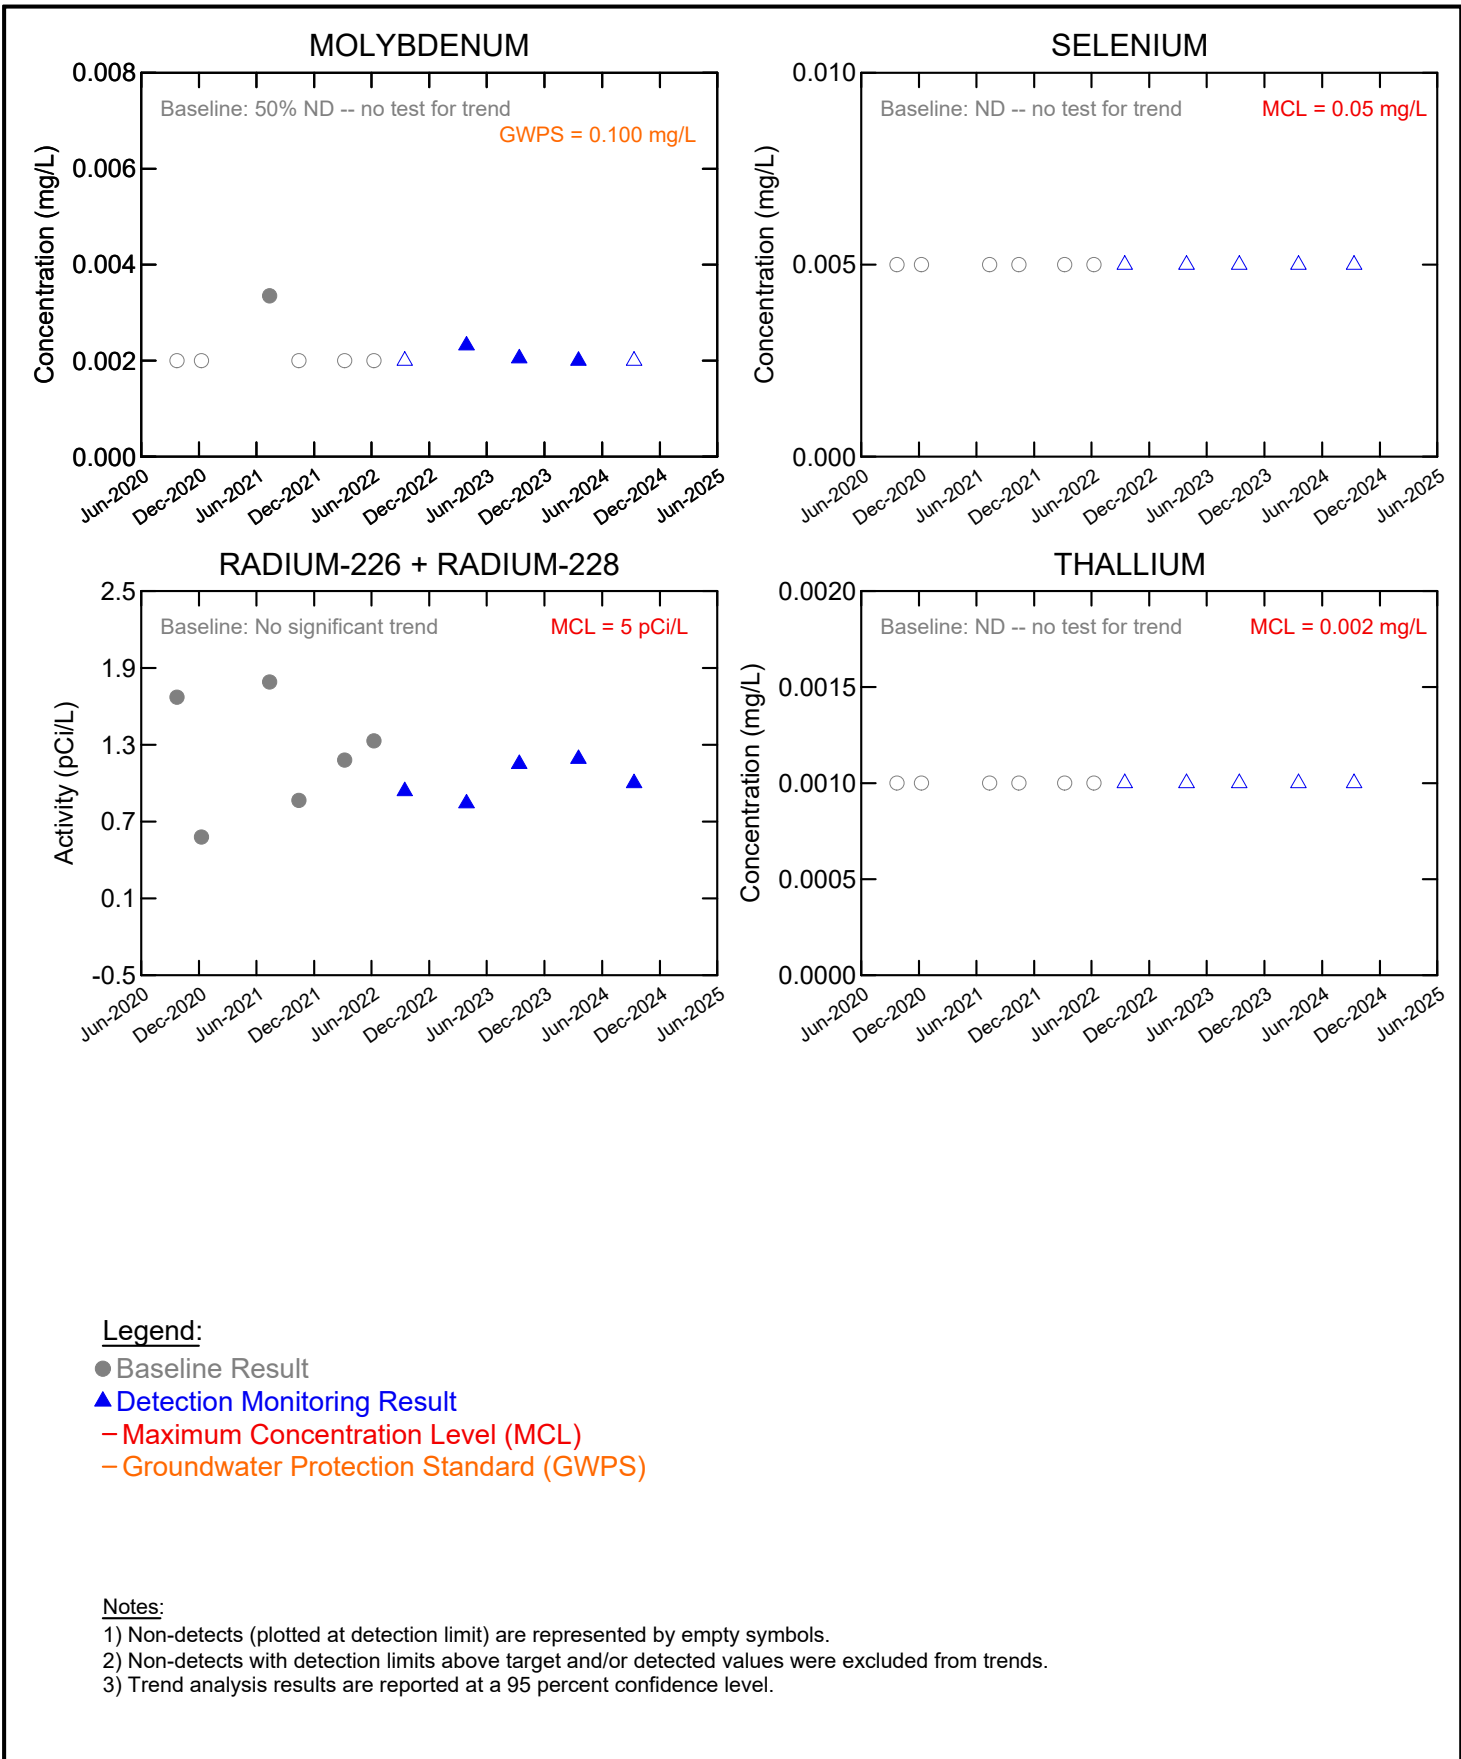 MOLYBDENUM
Baseline: 50% ND -- no test for trend
GWPS = 0.100 mg/L
Concentration (mg/L)
0.008
0.006
0.004
0.002
0.000
Jun-2020
Dec-2020
Jun-2021
Dec-2021
Jun-2022
Dec-2022
Jun-2023
Dec-2023
Jun-2024
Dec-2024
Jun-2025
SELENIUM
Baseline: ND -- no test for trend
MCL = 0.05 mg/L
Concentration (mg/L)
0.010
0.005
0.000
Jun-2020
Dec-2020
Jun-2021
Dec-2021
Jun-2022
Dec-2022
Jun-2023
Dec-2023
Jun-2024
Dec-2024
Jun-2025
RADIUM-226 + RADIUM-228
Baseline: No significant trend
MCL = 5 pCi/L
Activity (pCi/L)
2.5
1.9
1.3
0.7
0.1
-0.5
Jun-2020
Dec-2020
Jun-2021
Dec-2021
Jun-2022
Dec-2022
Jun-2023
Dec-2023
Jun-2024
Dec-2024
Jun-2025
THALLIUM
Baseline: ND -- no test for trend
MCL = 0.002 mg/L
Concentration (mg/L)
0.0020
0.0015
0.0010
0.0005
0.0000
Jun-2020
Dec-2020
Jun-2021
Dec-2021
Jun-2022
Dec-2022
Jun-2023
Dec-2023
Jun-2024
Dec-2024
Jun-2025
Legend:
Baseline Result
Detection Monitoring Result
Maximum Concentration Level (MCL)
Groundwater Protection Standard (GWPS)
Notes:
1) Non-detects (plotted at detection limit) are represented by empty symbols.
2) Non-detects with detection limits above target and/or detected values were excluded from trends.
3) Trend analysis results are reported at a 95 percent confidence level.